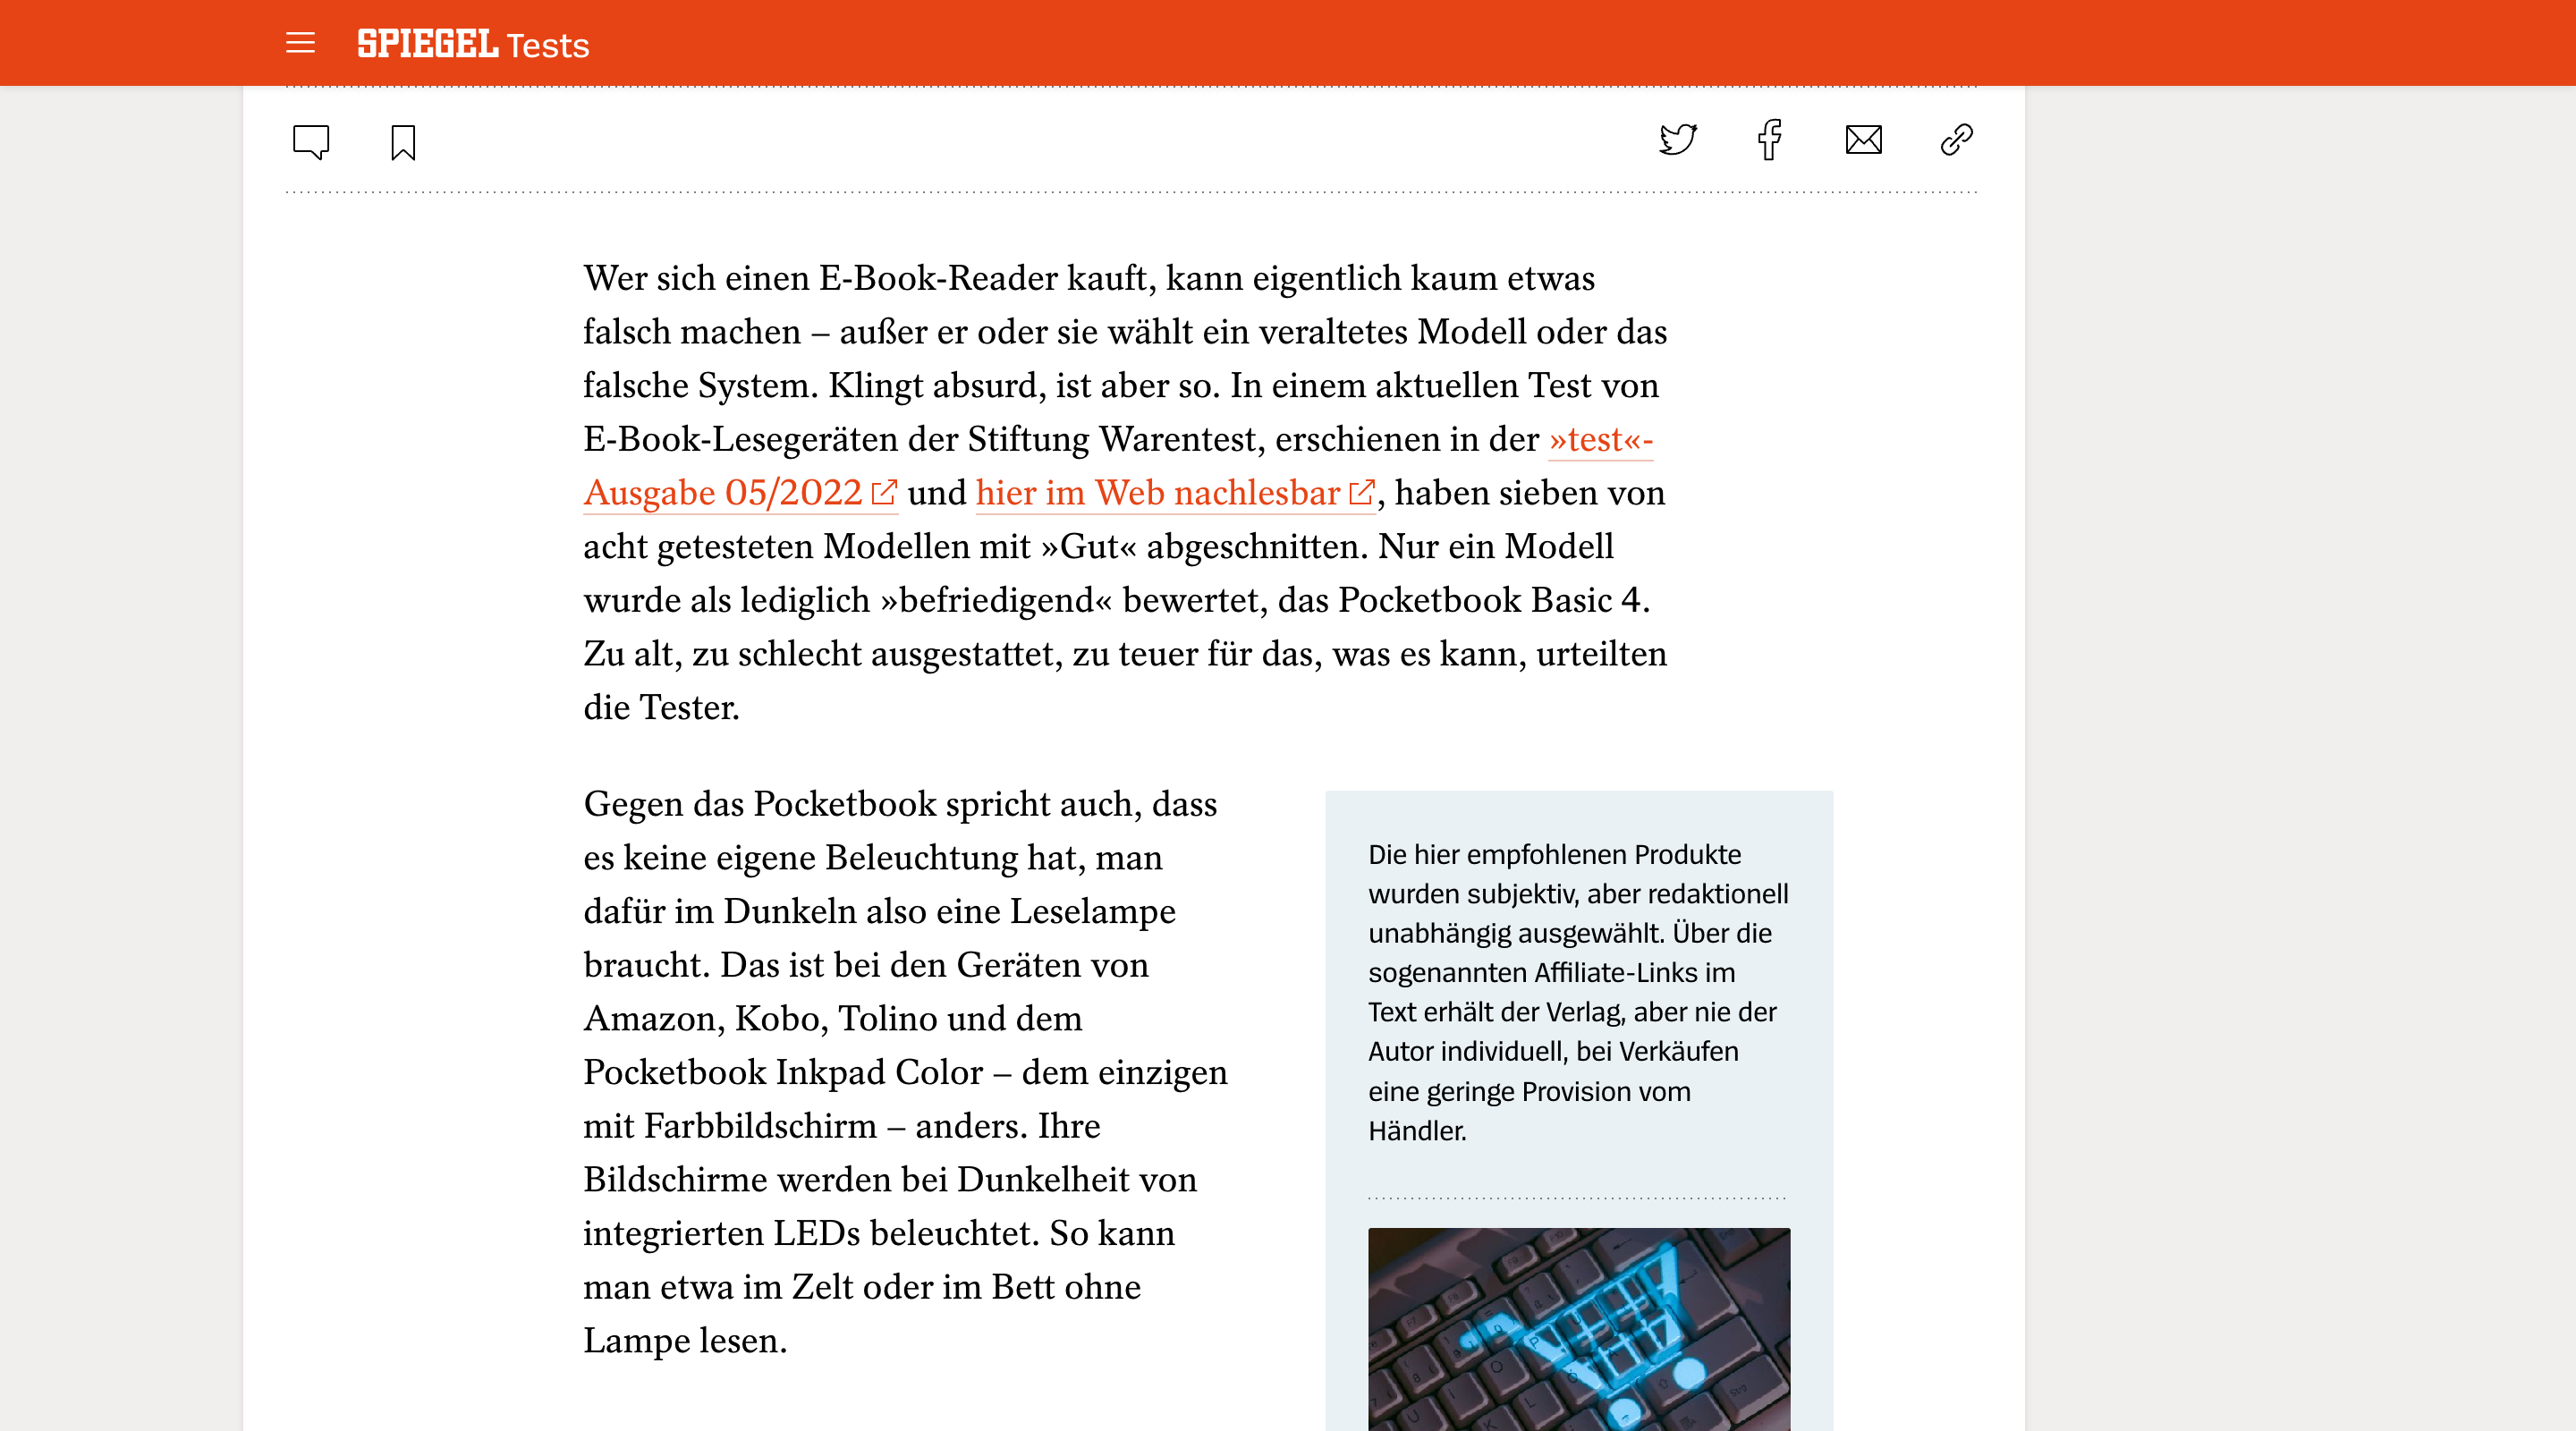 SPIEGEL Tests
Wer sich einen E-Book-Reader kauft, kann eigentlich kaum etwas
falsch machen – außer er oder sie wählt ein veraltetes Modell oder das
falsche System. Klingt absurd, ist aber so. In einem aktuellen Test von
E-Book-Lesegeräten der Stiftung Warentest, erschienen in der »test«-
Ausgabe 05/2022 und hier im Web nachlesbar, haben sieben von
acht getesteten Modellen mit »Gut« abgeschnitten. Nur ein Modell
wurde als lediglich »befriedigend« bewertet, das Pocketbook Basic 4.
Zu alt, zu schlecht ausgestattet, zu teuer für das, was es kann, urteilten
die Tester.
Gegen das Pocketbook spricht auch, dass
es keine eigene Beleuchtung hat, man
dafür im Dunkeln also eine Leselampe
braucht. Das ist bei den Geräten von
Amazon, Kobo, Tolino und dem
Pocketbook Inkpad Color – dem einzigen
mit Farbbildschirm – anders. Ihre
Bildschirme werden bei Dunkelheit von
integrierten LEDs beleuchtet. So kann
man etwa im Zelt oder im Bett ohne
Lampe lesen.
Die hier empfohlenen Produkte
wurden subjektiv, aber redaktionell
unabhängig ausgewählt. Über die
sogenannten Affiliate-Links im
Text erhält der Verlag, aber nie der
Autor individuell, bei Verkäufen
eine geringe Provision vom
Händler.